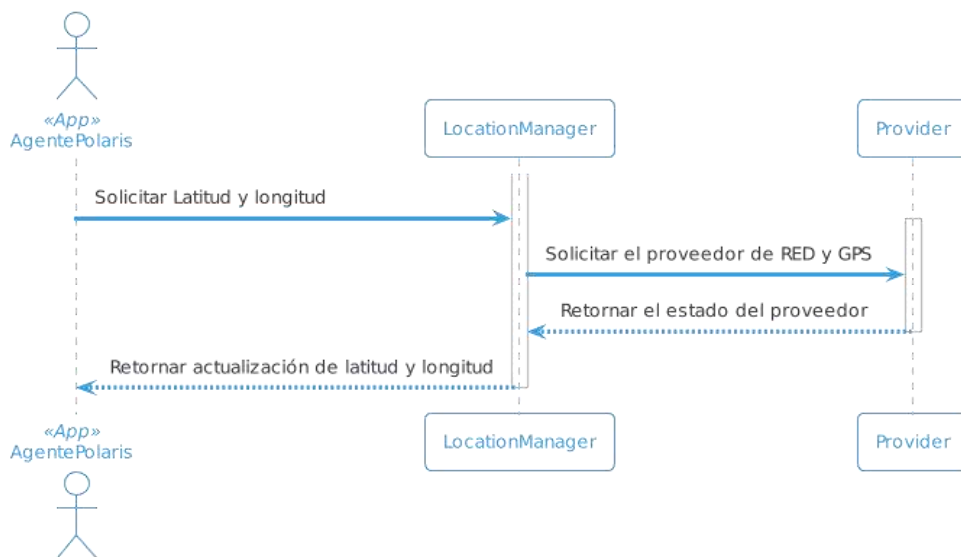 «App»
AgentePolaris
LocationManager
Provider
Solicitar Latitud y longitud
Solicitar el proveedor de RED y GPS
Retornar el estado del proveedor
Retornar actualización de latitud y longitud
«App»
AgentePolaris
LocationManager
Provider